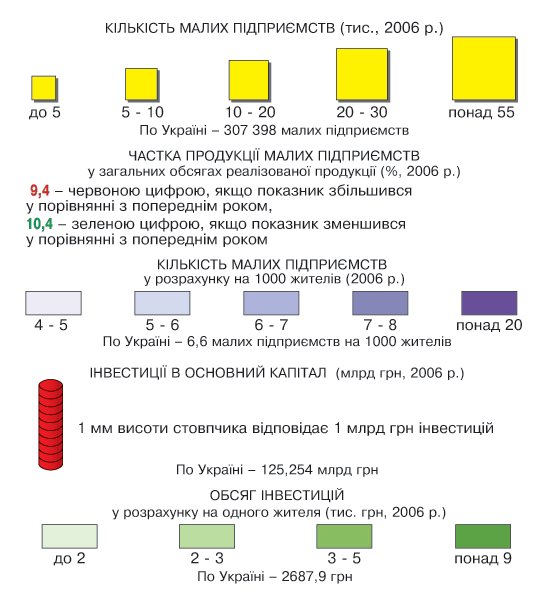 КІЛЬКІСТЬ МАЛИХ ПІДПРИЄМСТВ (тис., 2006 р.)
до 5 5 - 10 10 - 20 20 - 30 понад 55
По Україні – 307 398 малих підприємств
ЧАСТКА ПРОДУКЦІЇ МАЛИХ ПІДПРИЄМСТВ
у загальних обсягах реалізованої продукції (%, 2006 р.)
9,4 – червоною цифрою, якщо показник збільшився
у порівнянні з попереднім роком,
10,4 – зеленою цифрою, якщо показник зменшився
у порівнянні з попереднім роком
КІЛЬКІСТЬ МАЛИХ ПІДПРИЄМСТВ
у розрахунку на 1000 жителів (2006 р.)
4 - 5 5 - 6 6 - 7 7 - 8 понад 20
По Україні – 6,6 малих підприємств на 1000 жителів
ІНВЕСТИЦІЇ В ОСНОВНИЙ КАПІТАЛ (млрд грн, 2006 р.)
1 мм висоти стовпчика відповідає 1 млрд грн інвестицій
По Україні – 125,254 млрд грн
ОБСЯГ ІНВЕСТИЦІЙ
у розрахунку на одного жителя (тис. грн, 2006 р.)
до 2 2 - 3 3 - 5 понад 9
По Україні – 2687,9 грн